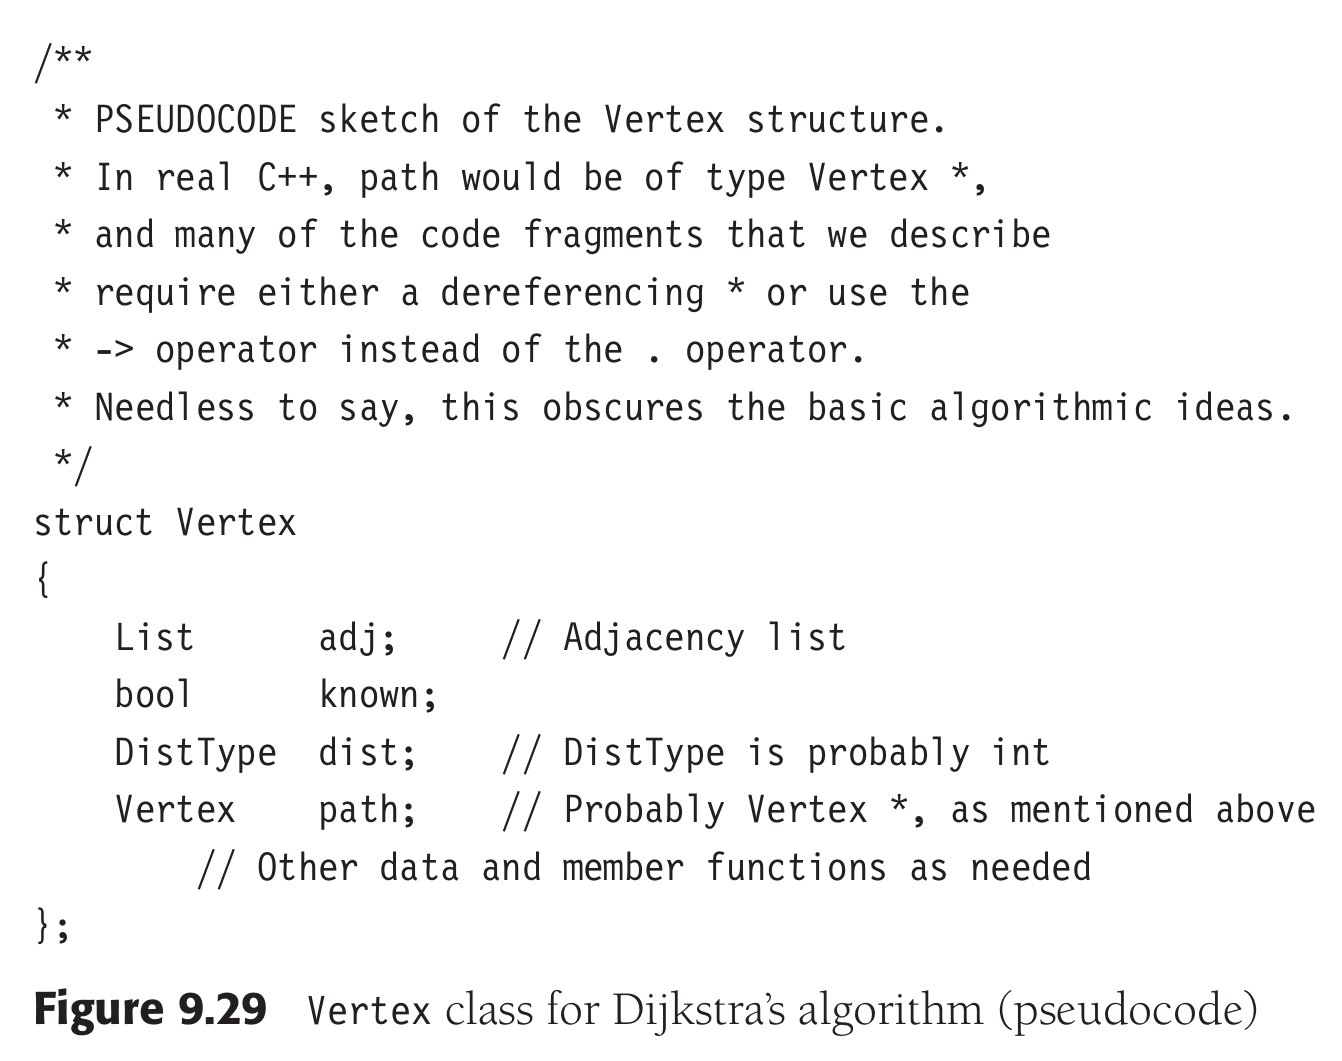 /**
 * PSEUDOCODE sketch of the Vertex structure.
 * In real C++, path would be of type Vertex *,
 * and many of the code fragments that we describe
 * require either a dereferencing * or use the
 * -> operator instead of the . operator.
 * Needless to say, this obscures the basic algorithmic ideas.
 */
struct Vertex
{
    List      adj;     // Adjacency list
    bool      known;
    DistType  dist;    // DistType is probably int
    Vertex    path;    // Probably Vertex *, as mentioned above
        // Other data and member functions as needed
};
Figure 9.29 Vertex class for Dijkstra’s algorithm (pseudocode)